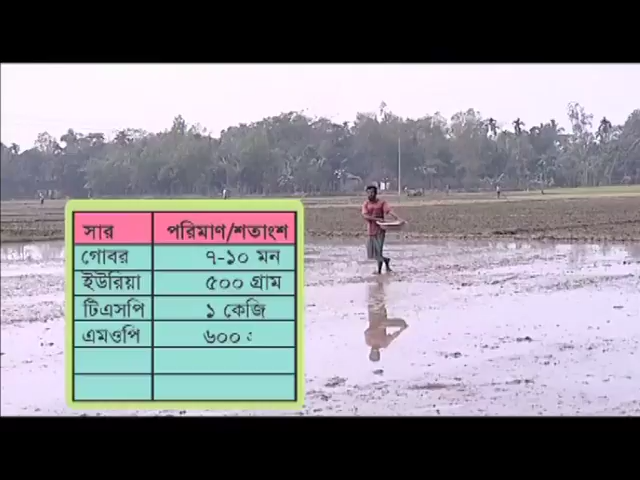 সার পরিমাণ/শতাংশ
গোবর ৭-১০ মন
ইউরিয়া ৫০০ গ্রাম
টিএসপি ১ কেজি
এমওপি ৬০০